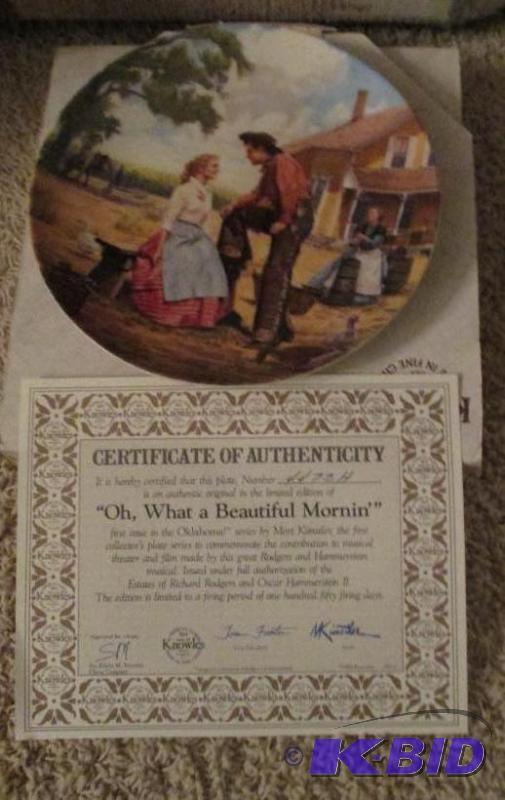 IN FINE CH
K
CERTIFICATE OF AUTHENTICITY
It is hereby certified that this plate, Number
is an authentic original in the limited edition of
"Oh, What a Beautiful Mornin'"
first issue in the Oklahoma!" series by Mort Künstler, the first
collector's plate series to commemorate the contribution to musical
theater and film made by this great Rodgers and Hammerstein
musical. Issued under full authorization of the
Estates of Richard Rodgers and Oscar Hammerstein II.
The edition is limited to a firing period of one hundred fifty firing days.
Knowles
© K-BID